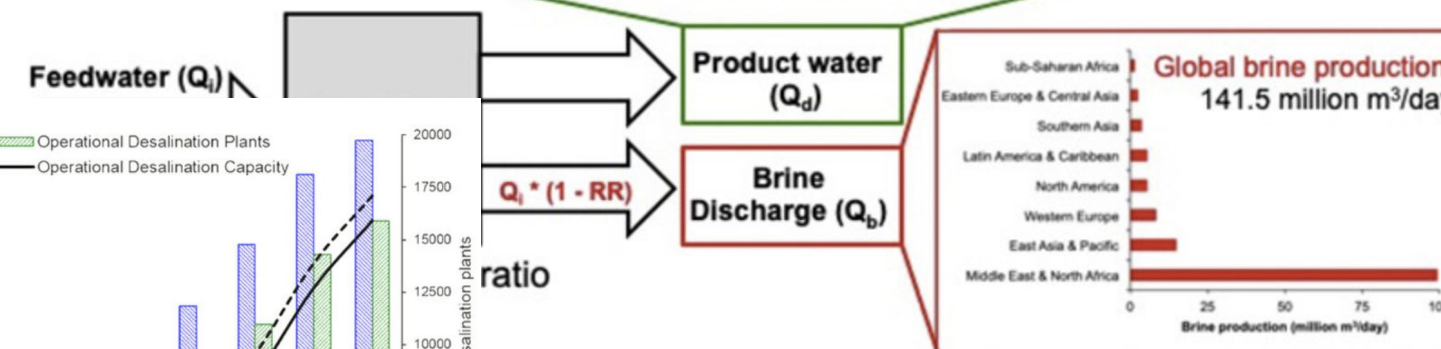 Feedwater (Qi)
Operational Desalination Plants
Operational Desalination Capacity
20000
17500
15000
12500
10000
Qi * (1 - RR)
ratio
Product water
(Qd)
Brine
Discharge (Qb)
Global brine production
141.5 million m³/day
Sub-Saharan Africa
Eastern Europe & Central Asia
Southern Asia
Latin America & Caribbean
North America
Western Europe
East Asia & Pacific
Middle East & North Africa
0 25 50 75 10
Brine production (million m³/day)
plants